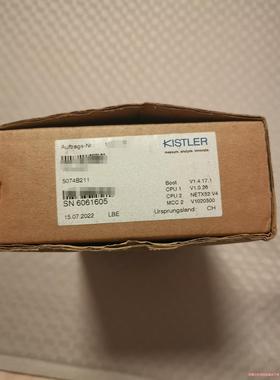 Auftrags-Nr.
KISTLER
measure. analyze. innovate.
5074B211
SN 6061605
15.07.2022 LBE
Boot V1.4.17.1
CPU 1 V1.0.26
CPU 2 NETX52 V4
MCC 2 V1020500
Ursprungsland: CH